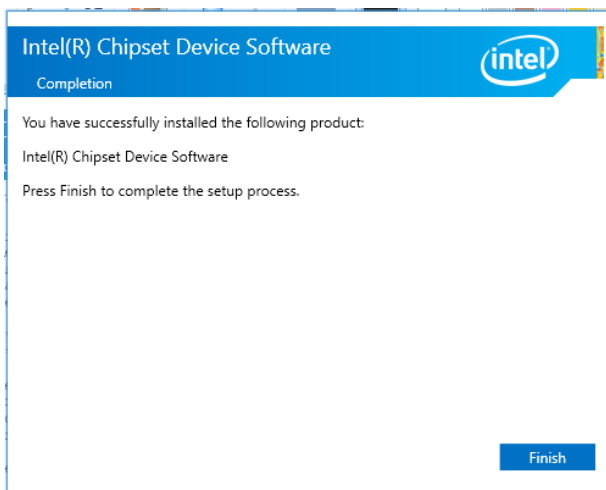 Intel(R) Chipset Device Software
intel
Completion
You have successfully installed the following product:
Intel(R) Chipset Device Software
Press Finish to complete the setup process.
Finish